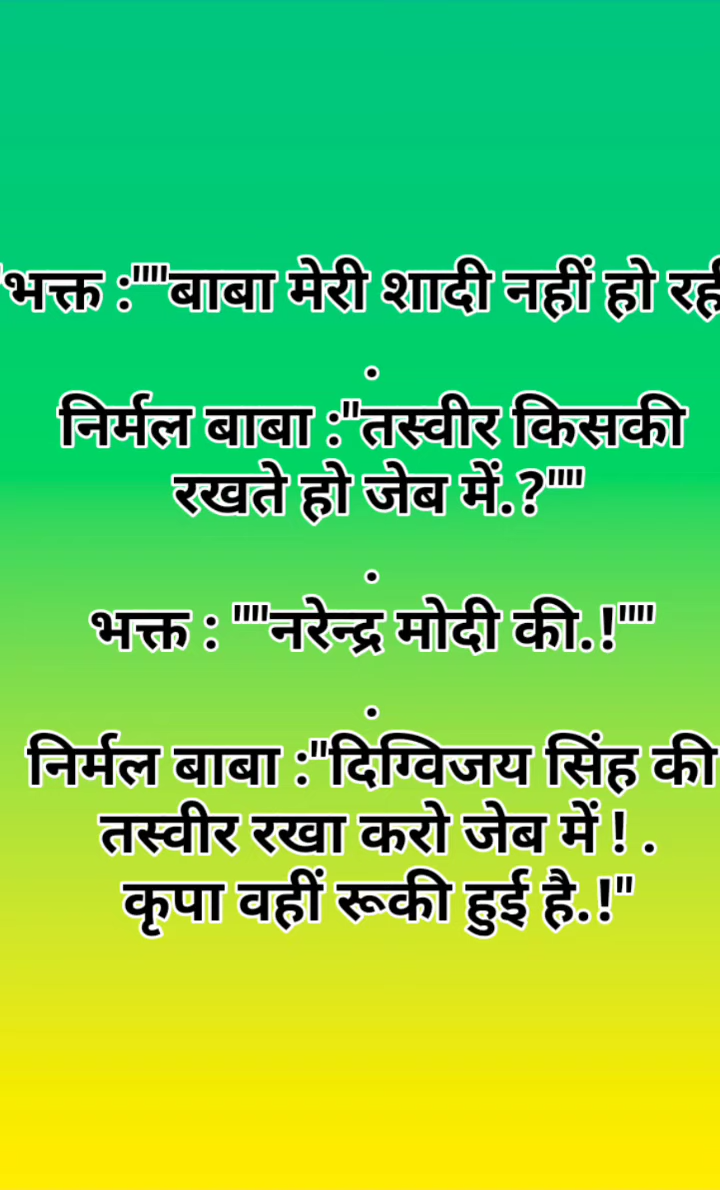 "भक्त :""बाबा मेरी शादी नहीं हो रही
.
निर्मल बाबा :"तस्वीर किसकी
रखते हो जेब में.?""
.
भक्त : ""नरेन्द्र मोदी की.!""
.
निर्मल बाबा :"दिग्विजय सिंह की
तस्वीर रखा करो जेब में ! .
कृपा वहीं रूकी हुई है.!"